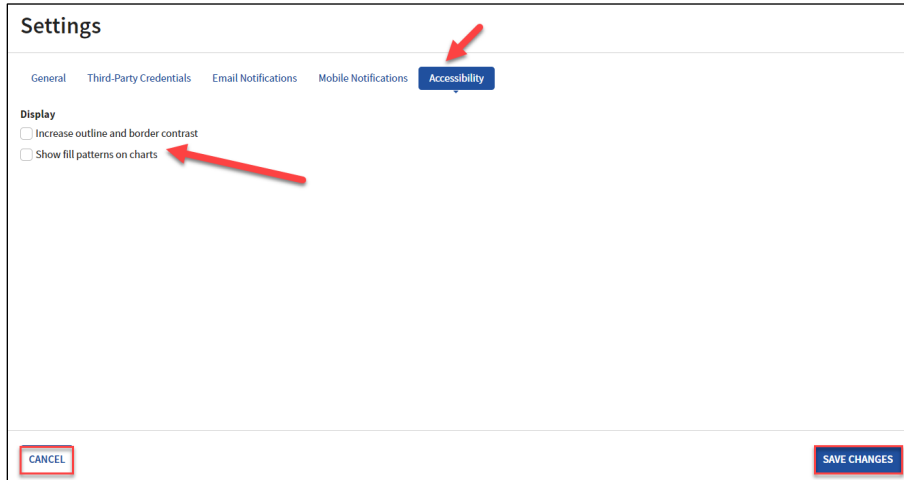 Settings
General Third-Party Credentials Email Notifications Mobile Notifications Accessibility
Display
Increase outline and border contrast
Show fill patterns on charts
CANCEL SAVE CHANGES